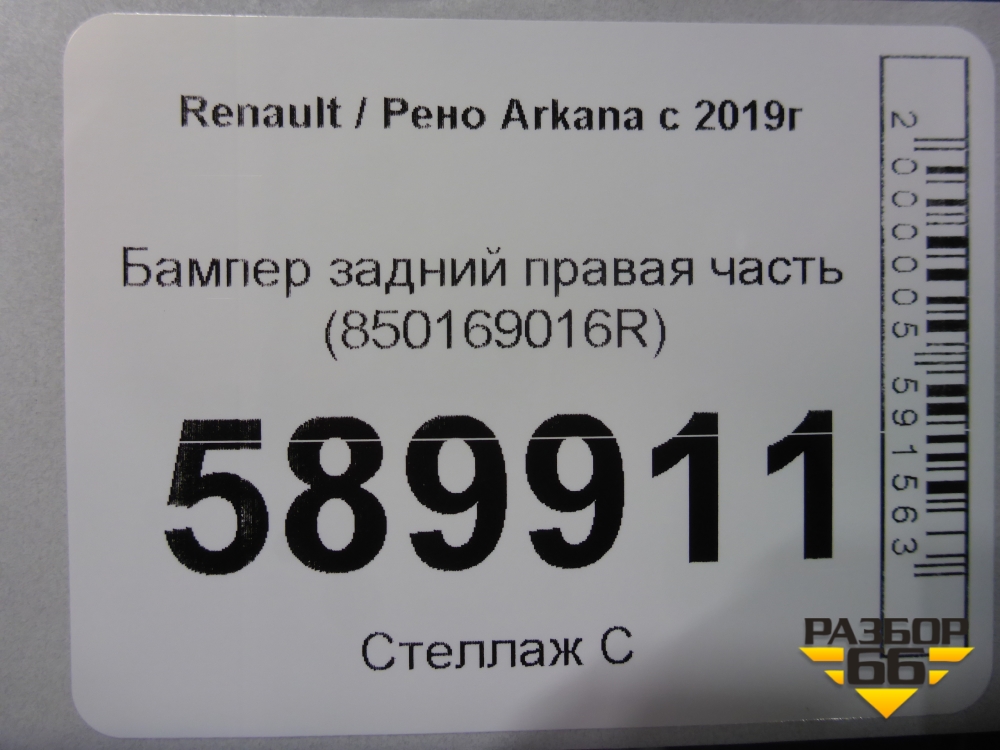 Renault / Рено Arkana с 2019г
Бампер задний правая часть
(850169016R)
589911
Стеллаж С
2000005591563
РАЗБОР
66